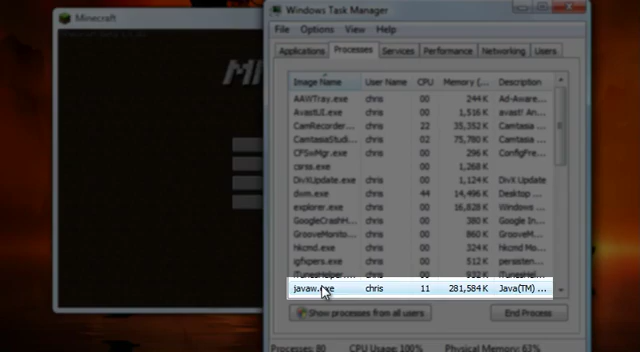 Minecraft
Windows Task Manager
File Options View Help
Applications Processes Services Performance Networking Users
Image Name User Name CPU Memory (... Description
AAWTray.exe chris 00 244 K Ad-Aware...
AvastUI.exe chris 00 1,516 K avast! An...
CamRecorder... chris 22 35,352 K Camtasia ...
CamtasiaStudi... chris 02 75,780 K Camtasia ...
CFSwMgr.exe chris 00 296 K ConfigFre...
csrss.exe 00 1,268 K
DivXUpdate.exe chris 00 1,124 K DivX Update
dwm.exe chris 44 14,496 K Desktop ...
explorer.exe chris 00 16,828 K Windows ...
GoogleCrashH... chris 00 380 K Google In...
GrooveMonito... chris 00 860 K GrooveM...
hkcmd.exe chris 00 324 K hkcmd Mo...
igfxpers.exe chris 00 512 K persisten...
iTunesHelper.... chris 00 932 K iTunesHel...
javaw.exe chris 11 281,584 K Java(TM) ...
Show processes from all users End Process
Processes: 80 CPU Usage: 100% Physical Memory: 63%